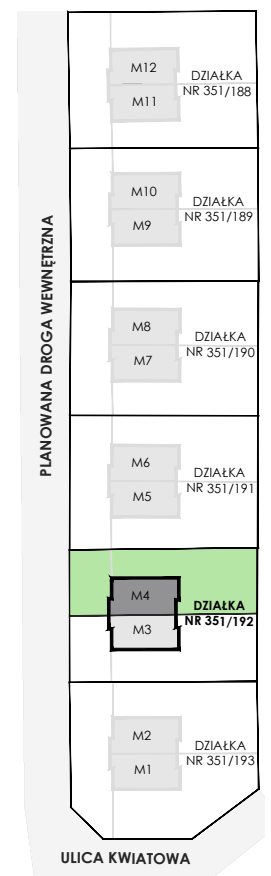 M12
DZIAŁKA
NR 351/188
M11
M10
DZIAŁKA
NR 351/189
M9
PLANOWANA DROGA WEWNĘTRZNA
M8
DZIAŁKA
NR 351/190
M7
M6
DZIAŁKA
NR 351/191
M5
M4
DZIAŁKA
NR 351/192
M3
M2
DZIAŁKA
NR 351/193
M1
ULICA KWIATOWA